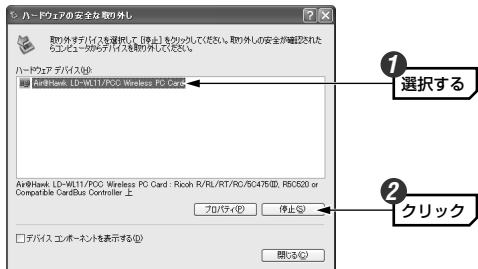 ハードウェアの安全な取り外し
取り外すデバイスを選択して [停止] をクリックしてください。取り外しの安全が確認された
らコンピュータからデバイスを取り外してください。
ハードウェア デバイス(H):
Air@Hawk LD-WL11/PCC Wireless PC Card
① 選択する
Air@Hawk LD-WL11/PCC Wireless PC Card : Ricoh R/RL/RT/RC/5C475(II), R5C520 or
Compatible CardBus Controller 上
② クリック
プロパティ(P) 停止(S)
デバイス コンポーネントを表示する(D)
閉じる(C)